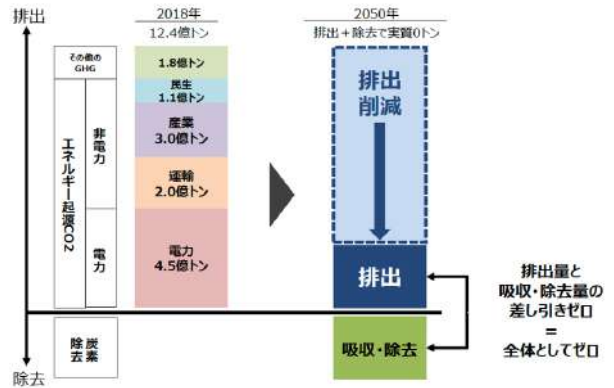 排出
2018年
12.4億トン
2050年
排出+除去で実質0トン
その他の
GHG
エネルギー起源CO2
非電力
電力
1.8億トン
民生
1.1億トン
産業
3.0億トン
運輸
2.0億トン
電力
4.5億トン
排出
削減
排出
排出量と
吸収・除去量の
差し引きゼロ
=
全体としてゼロ
炭素
除去
吸収・除去
除去